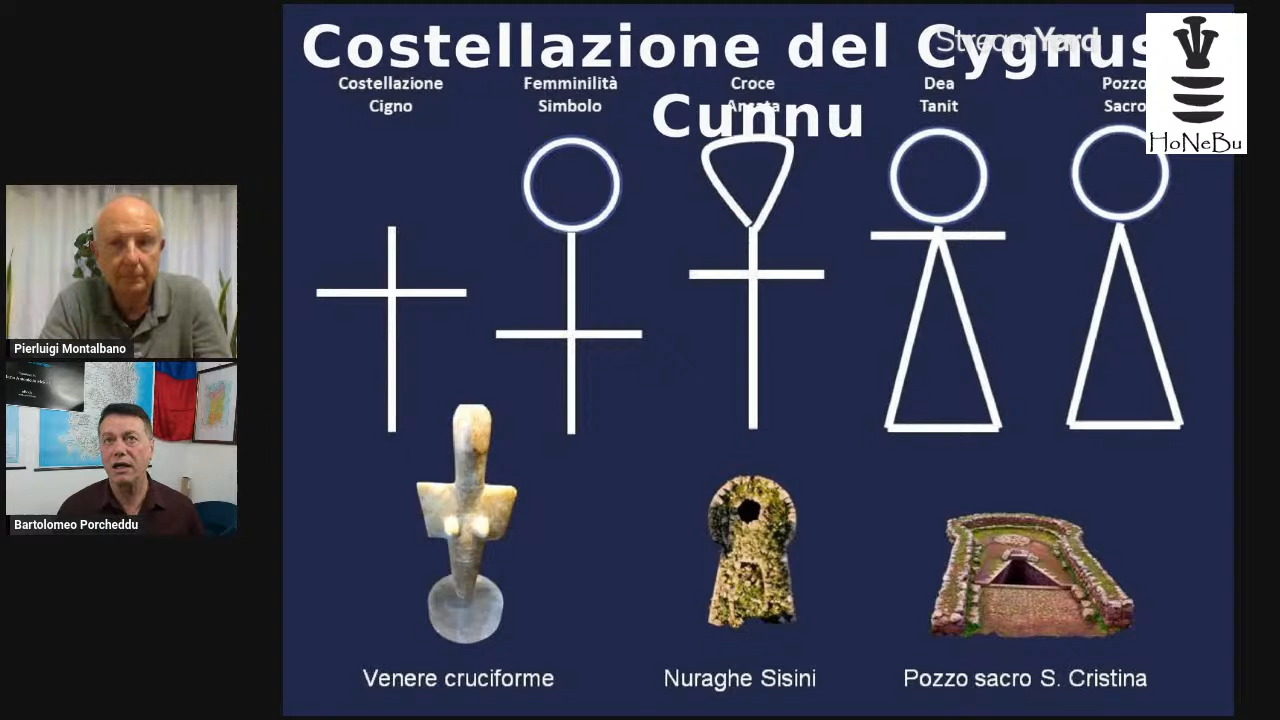 Costellazione del Cygnus
Cunnu
StreamYard
HoNeBu
Costellazione
Cigno
Femminilità
Simbolo
Croce
Ansata
Dea
Tanit
Pozzo
Sacro
Pierluigi Montalbano
Bartolomeo Porcheddu
Venere cruciforme
Nuraghe Sisini
Pozzo sacro S. Cristina